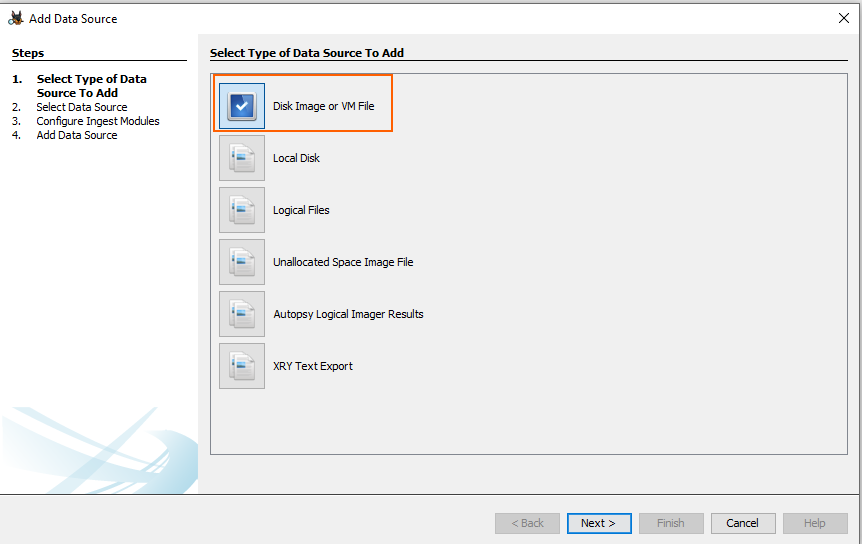 Add Data Source
Steps
1. Select Type of Data
Source To Add
2. Select Data Source
3. Configure Ingest Modules
4. Add Data Source
Select Type of Data Source To Add
Disk Image or VM File
Local Disk
Logical Files
Unallocated Space Image File
Autopsy Logical Imager Results
XRY Text Export
< Back
Next >
Finish
Cancel
Help